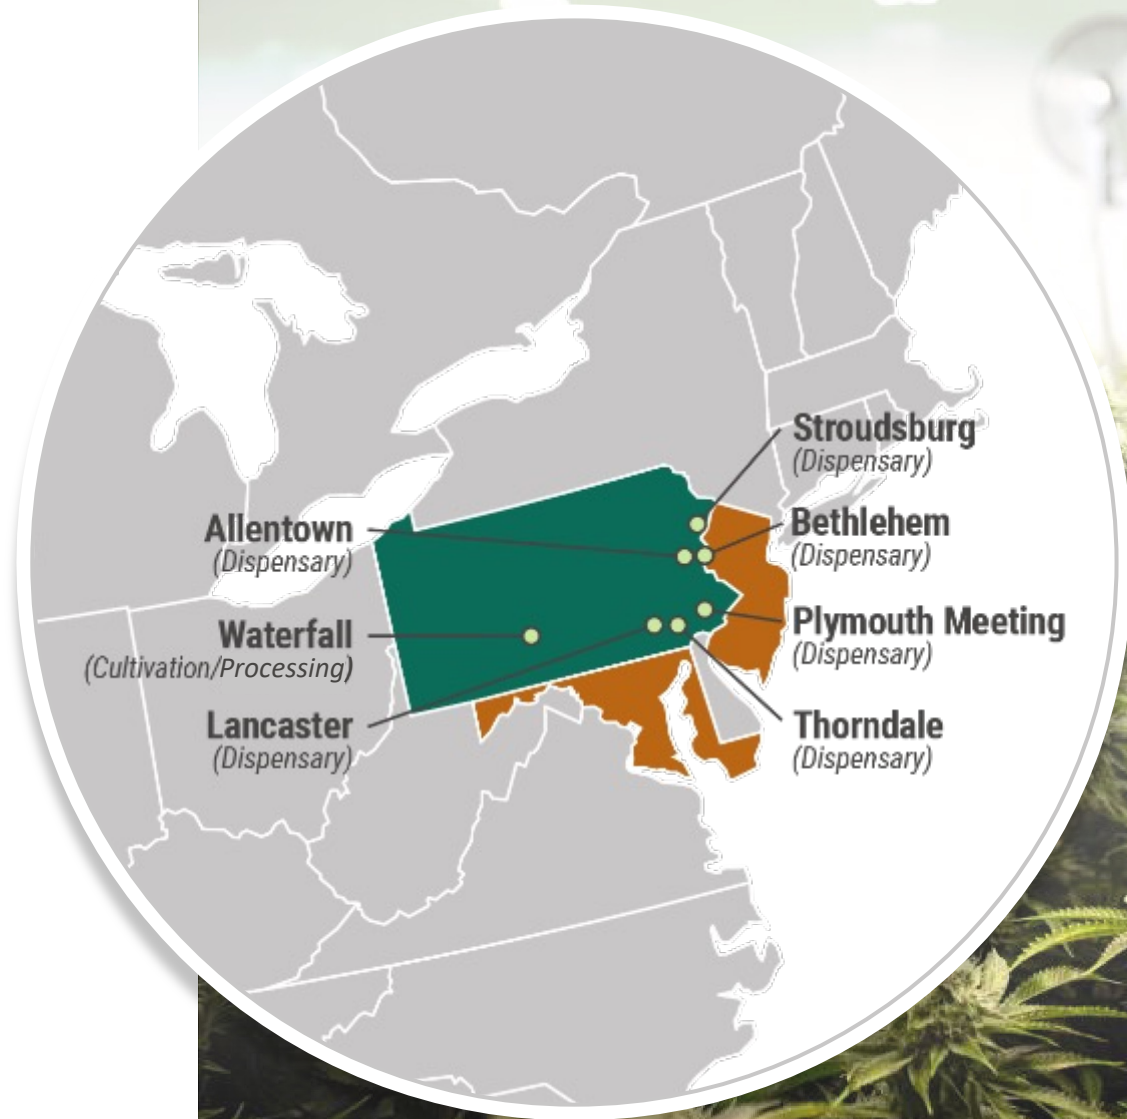 Stroudsburg
(Dispensary)
Allentown
(Dispensary)
Bethlehem
(Dispensary)
Waterfall
(Cultivation/Processing)
Plymouth Meeting
(Dispensary)
Lancaster
(Dispensary)
Thorndale
(Dispensary)